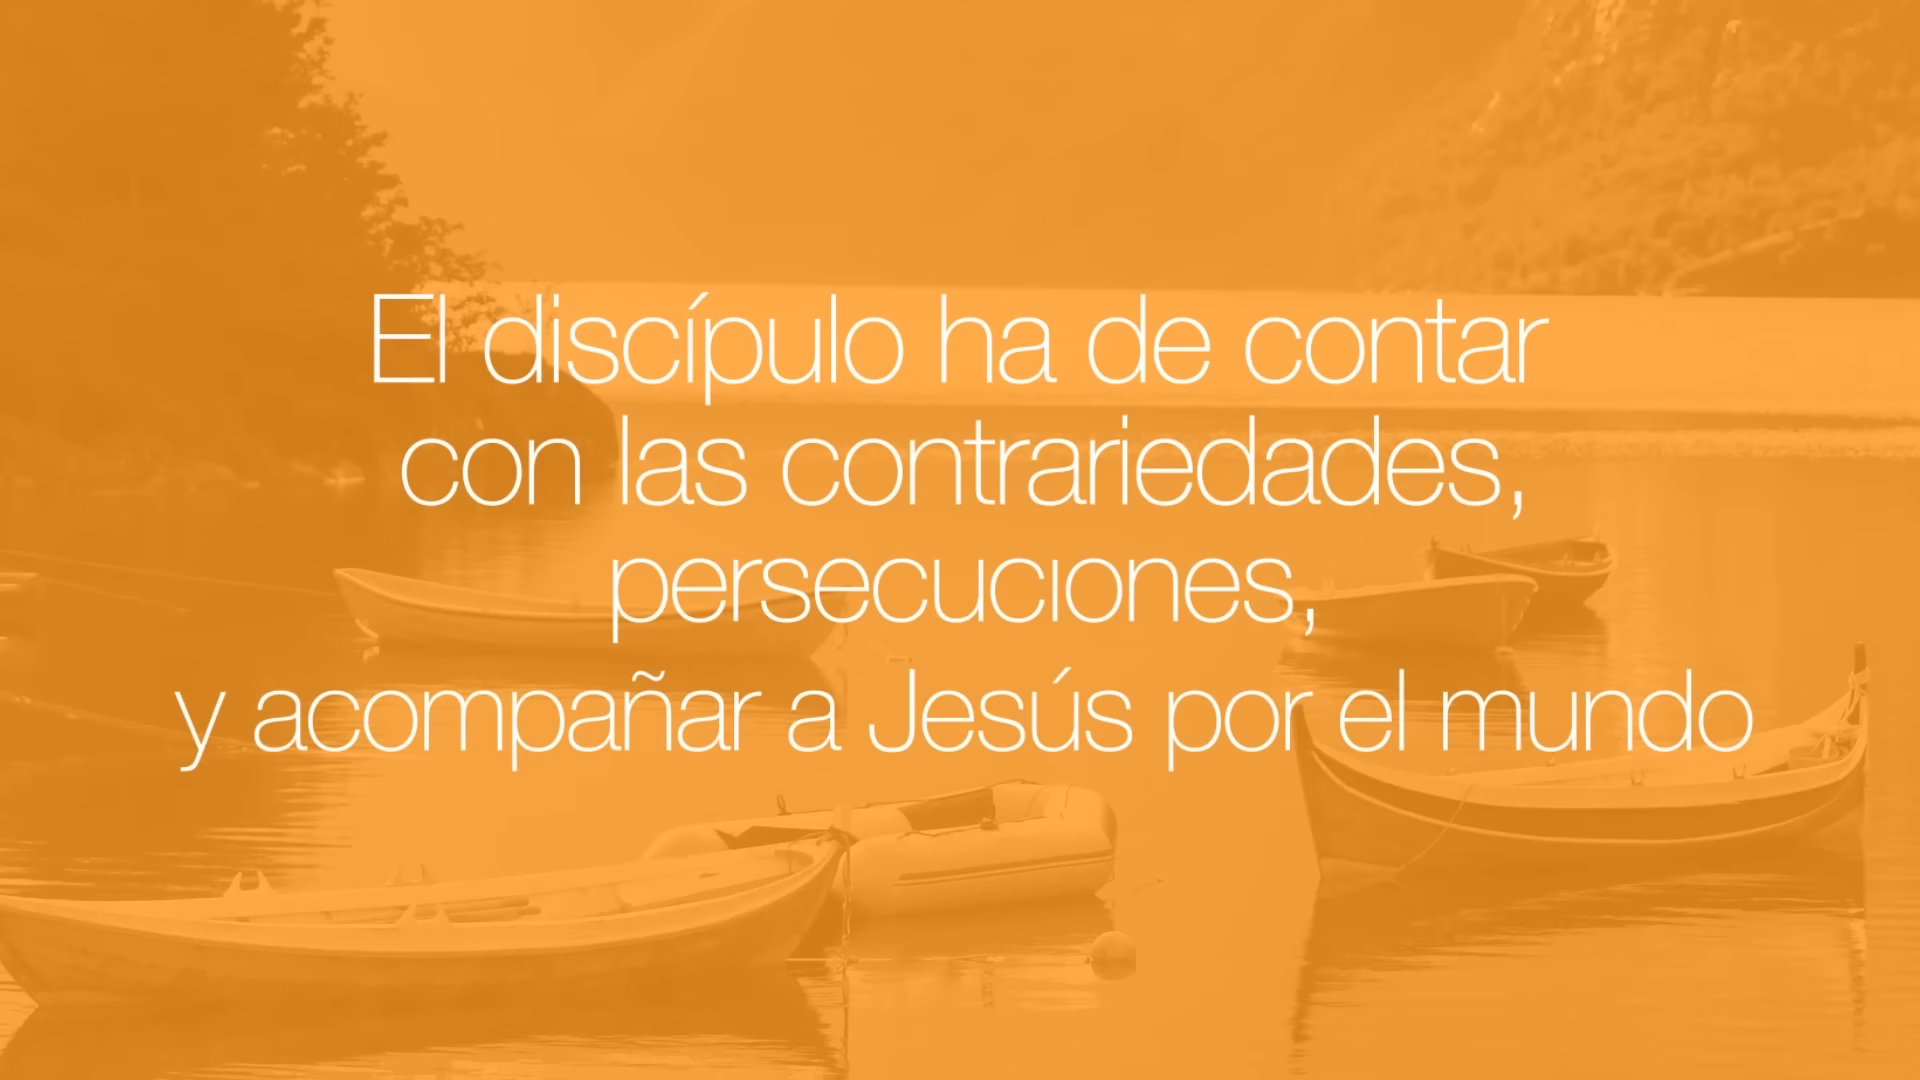 El discípulo ha de contar
con las contrariedades,
persecuciones,
y acompañar a Jesús por el mundo